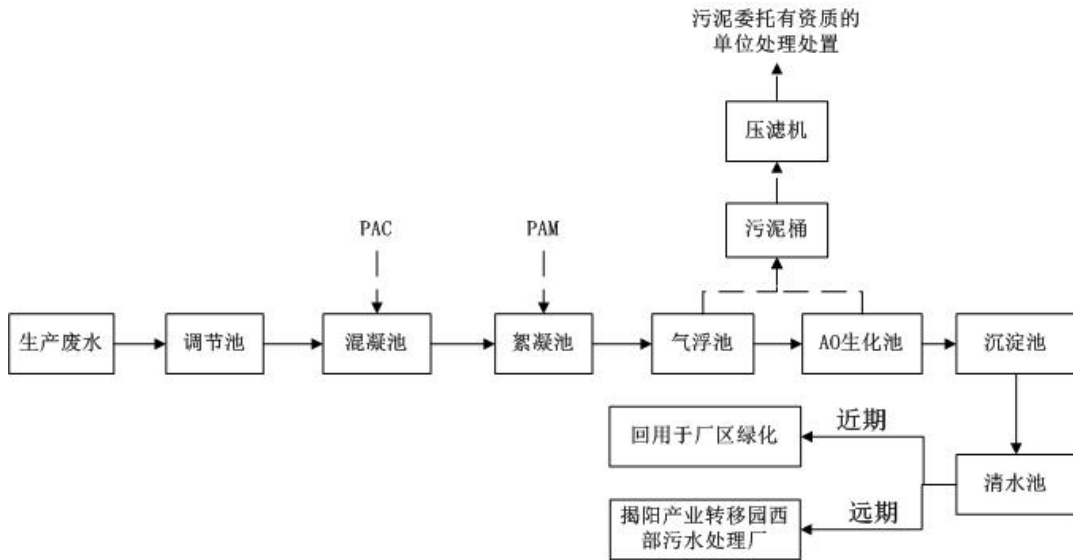 污泥委托有资质的
单位处理处置
压滤机
污泥桶
PAC
PAM
生产废水
调节池
混凝池
絮凝池
气浮池
AO生化池
沉淀池
回用于厂区绿化
近期
清水池
揭阳产业转移园西
部污水处理厂
远期